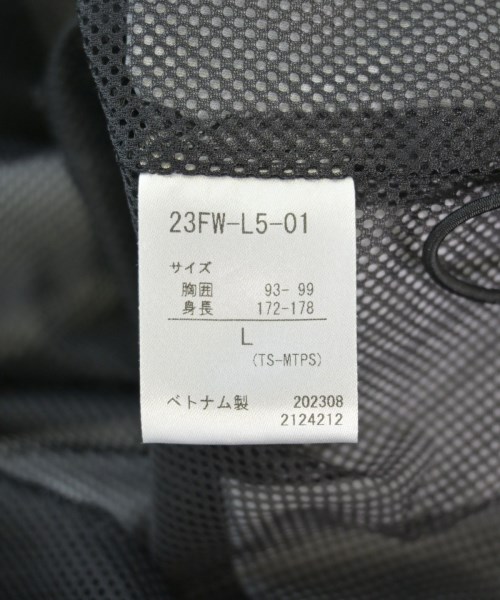 23FW-L5-01
サイズ
胸囲 93- 99
身長 172-178
L
(TS-MTPS)
ベトナム製 202308
2124212